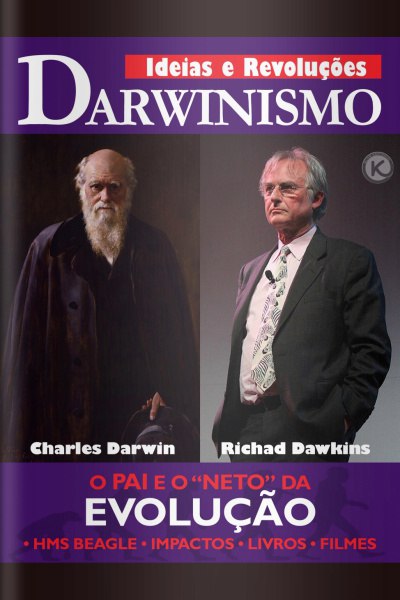 Ideias e Revoluções
DARWINISMO
K
Charles Darwin
Richad Dawkins
O PAI E O “NETO” DA
EVOLUÇÃO
• HMS BEAGLE • IMPACTOS • LIVROS • FILMES